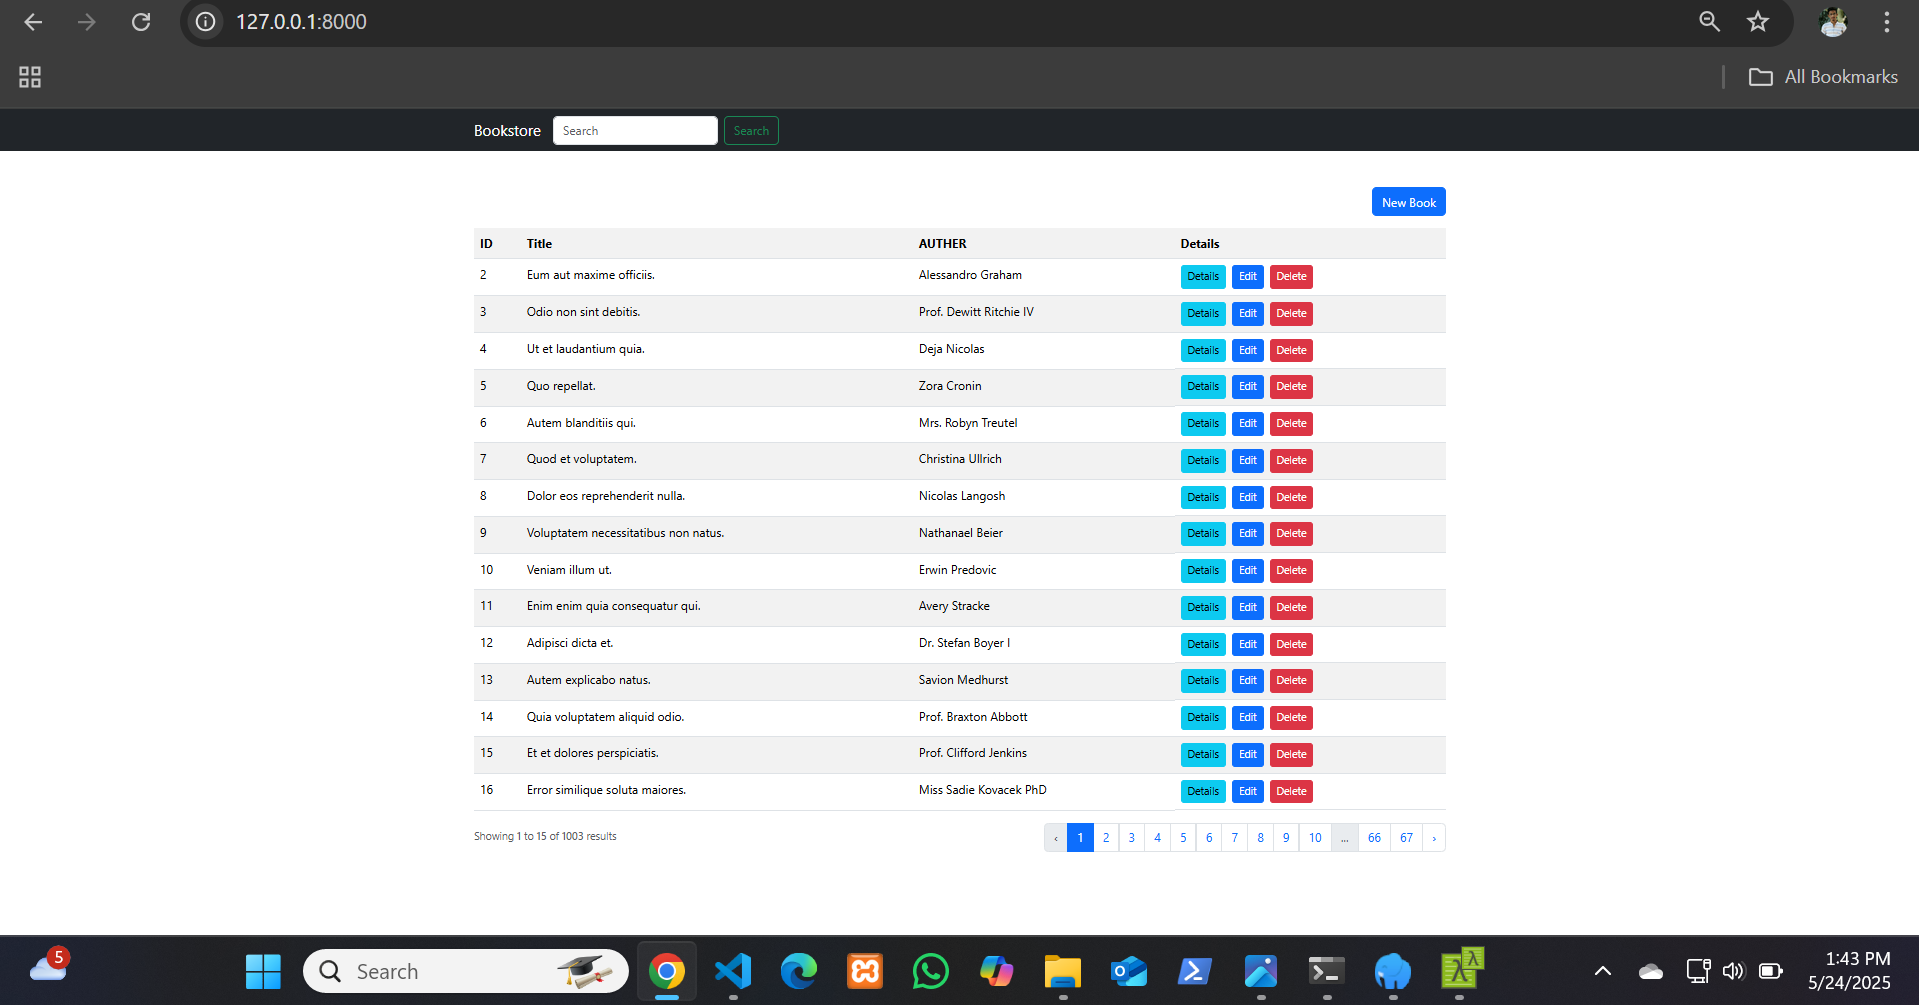 127.0.0.1:8000
All Bookmarks
Bookstore Search Search
New Book
ID Title AUTHER Details
2 Eum aut maxime officiis. Alessandro Graham Details Edit Delete
3 Odio non sint debitis. Prof. Dewitt Ritchie IV Details Edit Delete
4 Ut et laudantium quia. Deja Nicolas Details Edit Delete
5 Quo repellat. Zora Cronin Details Edit Delete
6 Autem blanditiis qui. Mrs. Robyn Treutel Details Edit Delete
7 Quod et voluptatem. Christina Ullrich Details Edit Delete
8 Dolor eos reprehenderit nulla. Nicolas Langosh Details Edit Delete
9 Voluptatem necessitatibus non natus. Nathanael Beier Details Edit Delete
10 Veniam illum ut. Erwin Predovic Details Edit Delete
11 Enim enim quia consequatur qui. Avery Stracke Details Edit Delete
12 Adipisci dicta et. Dr. Stefan Boyer I Details Edit Delete
13 Autem explicabo natus. Savion Medhurst Details Edit Delete
14 Quia voluptatem aliquid odio. Prof. Braxton Abbott Details Edit Delete
15 Et et dolores perspiciatis. Prof. Clifford Jenkins Details Edit Delete
16 Error similique soluta maiores. Miss Sadie Kovacek PhD Details Edit Delete
Showing 1 to 15 of 1003 results ‹ 1 2 3 4 5 6 7 8 9 10 ... 66 67 ›
5 Search 1:43 PM
5/24/2025